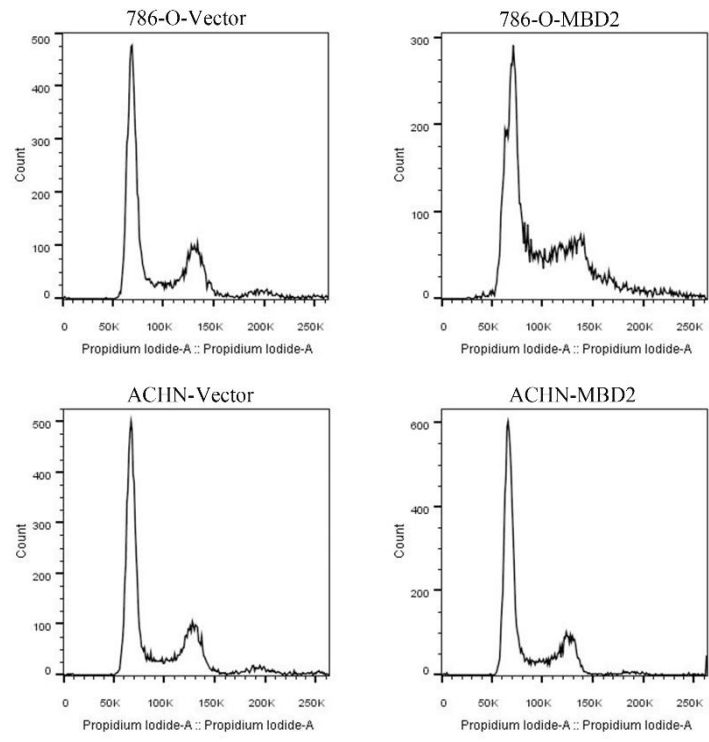 786-O-Vector
500
400
300
200
100
0
Count
0 50K 100K 150K 200K 250K
Propidium Iodide-A :: Propidium Iodide-A
786-O-MBD2
300
200
100
0
Count
0 50K 100K 150K 200K 250K
Propidium Iodide-A :: Propidium Iodide-A
ACHN-Vector
500
400
300
200
100
0
Count
0 50K 100K 150K 200K 250K
Propidium Iodide-A :: Propidium Iodide-A
ACHN-MBD2
600
400
200
0
Count
0 50K 100K 150K 200K 250K
Propidium Iodide-A :: Propidium Iodide-A